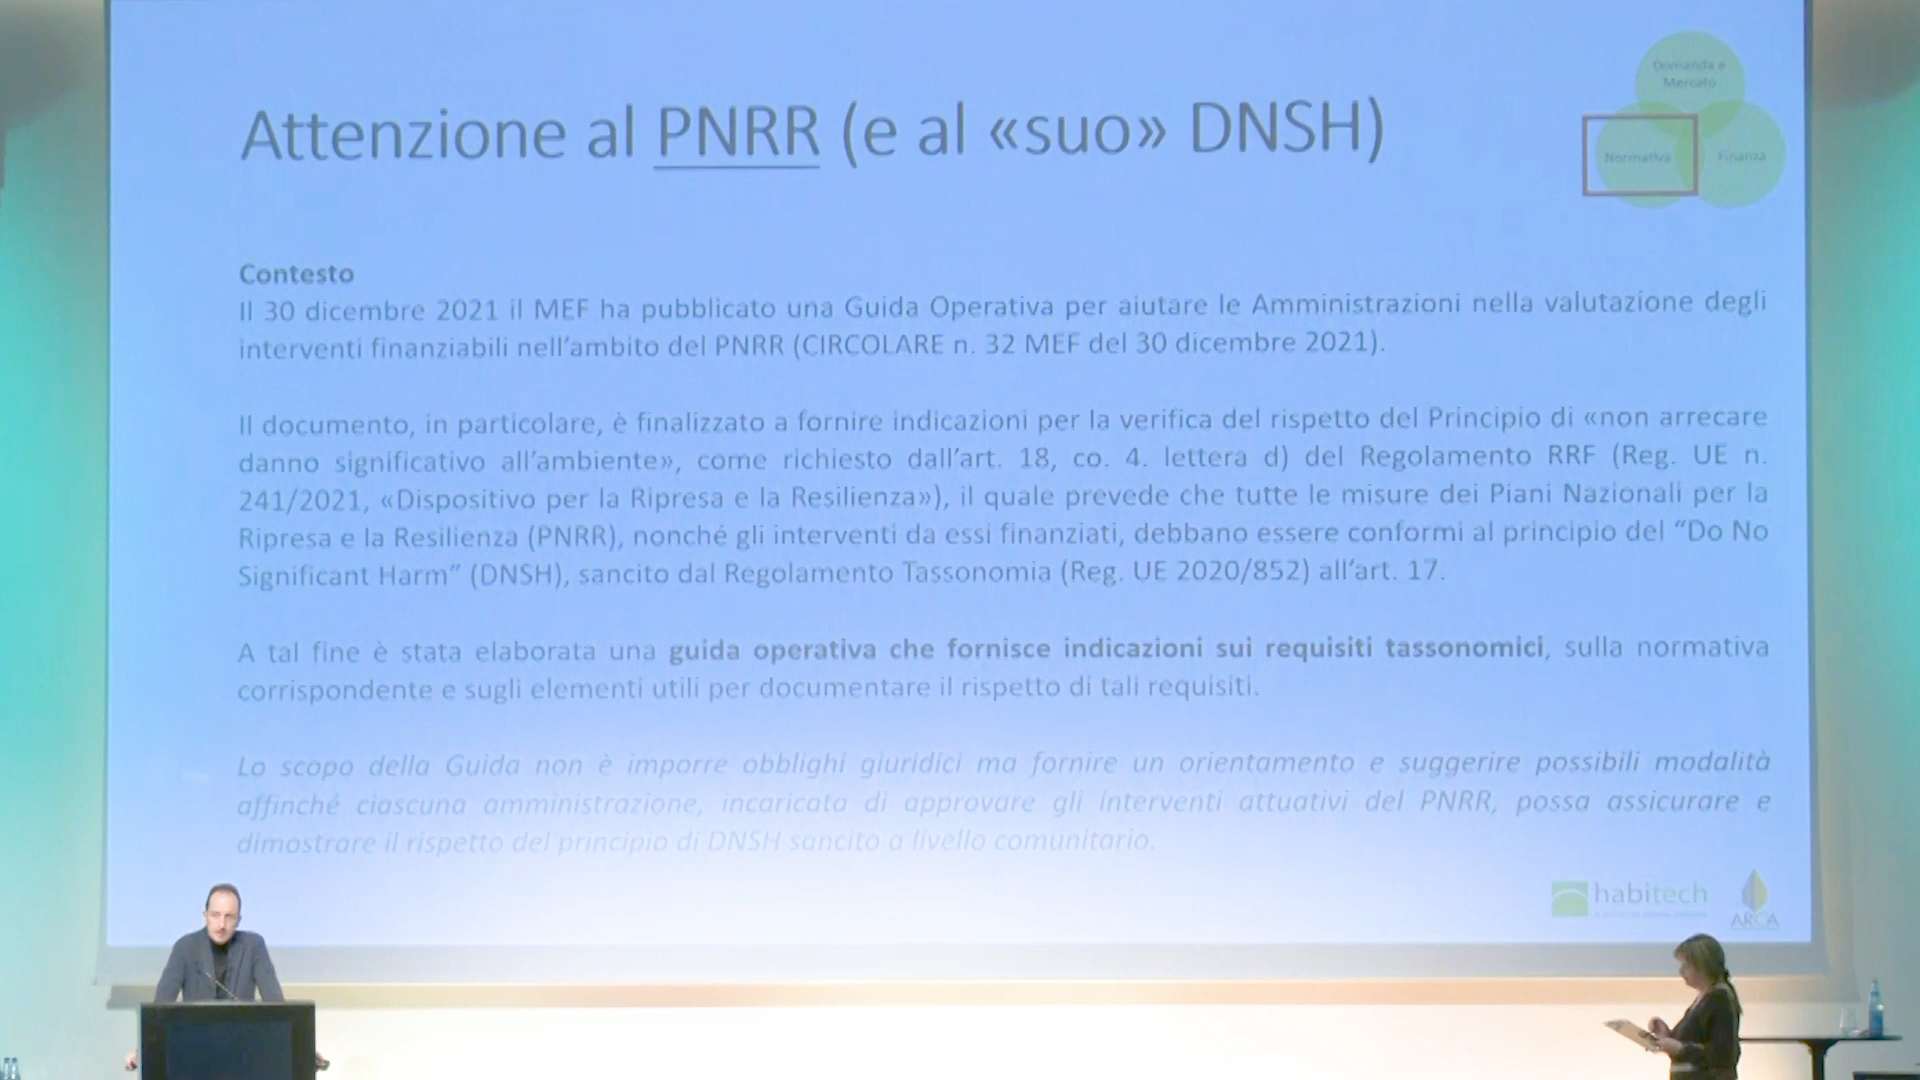 Attenzione al PNRR (e al «suo» DNSH)
Domanda e
Mercato
Normativa
Finanza
Contesto
Il 30 dicembre 2021 il MEF ha pubblicato una Guida Operativa per aiutare le Amministrazioni nella valutazione degli
interventi finanziabili nell'ambito del PNRR (CIRCOLARE n. 32 MEF del 30 dicembre 2021).
Il documento, in particolare, è finalizzato a fornire indicazioni per la verifica del rispetto del Principio di «non arrecare
danno significativo all'ambiente», come richiesto dall'art. 18, co. 4. lettera d) del Regolamento RRF (Reg. UE n.
241/2021, «Dispositivo per la Ripresa e la Resilienza»), il quale prevede che tutte le misure dei Piani Nazionali per la
Ripresa e la Resilienza (PNRR), nonché gli interventi da essi finanziati, debbano essere conformi al principio del “Do No
Significant Harm” (DNSH), sancito dal Regolamento Tassonomia (Reg. UE 2020/852) all'art. 17.
A tal fine è stata elaborata una guida operativa che fornisce indicazioni sui requisiti tassonomici, sulla normativa
corrispondente e sugli elementi utili per documentare il rispetto di tali requisiti.
Lo scopo della Guida non è imporre obblighi giuridici ma fornire un orientamento e suggerire possibili modalità
affinché ciascuna amministrazione, incaricata di approvare gli interventi attuativi del PNRR, possa assicurare e
dimostrare il rispetto del principio di DNSH sancito a livello comunitario.
habitech
ARCA